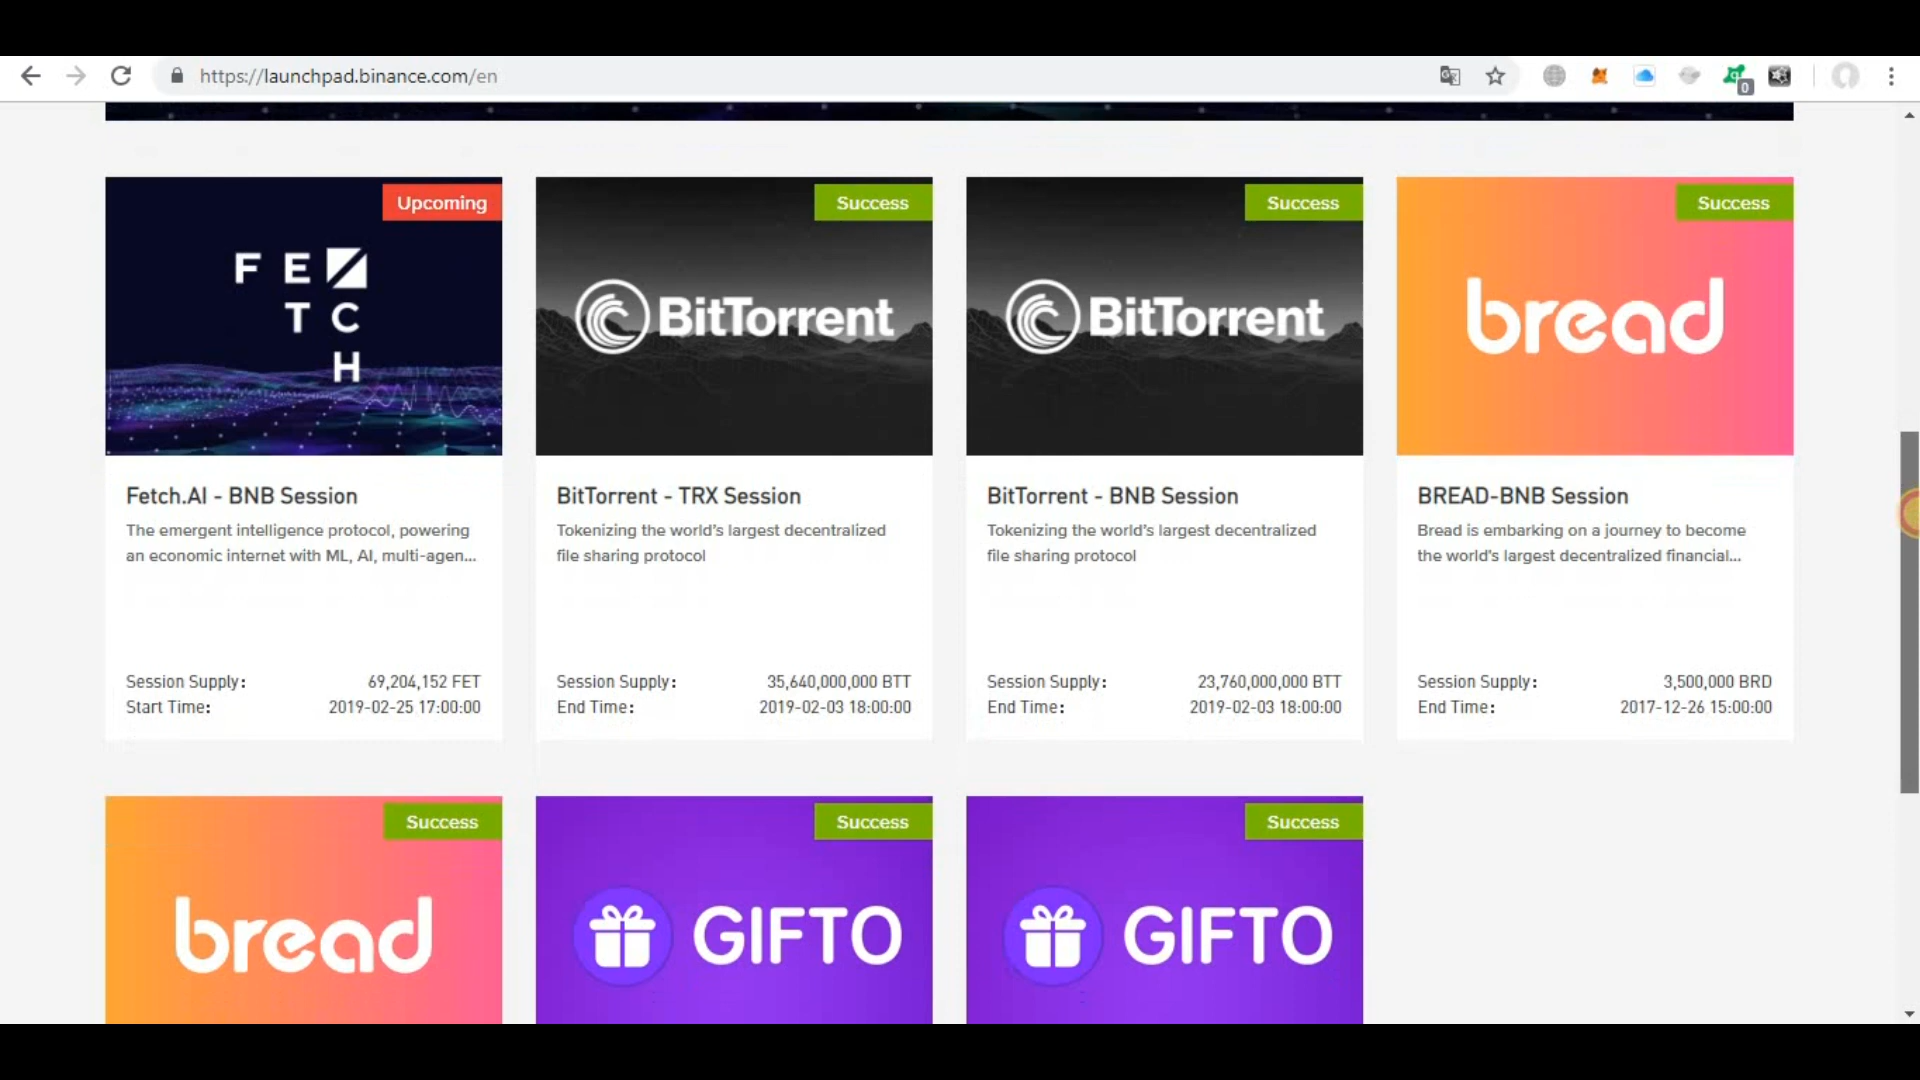 https://launchpad.binance.com/en
0
Upcoming
FETCH
Fetch.AI - BNB Session
The emergent intelligence protocol, powering
an economic internet with ML, AI, multi-agen...
Session Supply: 69,204,152 FET
Start Time: 2019-02-25 17:00:00
Success
BitTorrent
BitTorrent - TRX Session
Tokenizing the world's largest decentralized
file sharing protocol
Session Supply: 35,640,000,000 BTT
End Time: 2019-02-03 18:00:00
Success
BitTorrent
BitTorrent - BNB Session
Tokenizing the world's largest decentralized
file sharing protocol
Session Supply: 23,760,000,000 BTT
End Time: 2019-02-03 18:00:00
Success
bread
BREAD-BNB Session
Bread is embarking on a journey to become
the world's largest decentralized financial...
Session Supply: 3,500,000 BRD
End Time: 2017-12-26 15:00:00
Success
bread
Success
GIFTO
Success
GIFTO